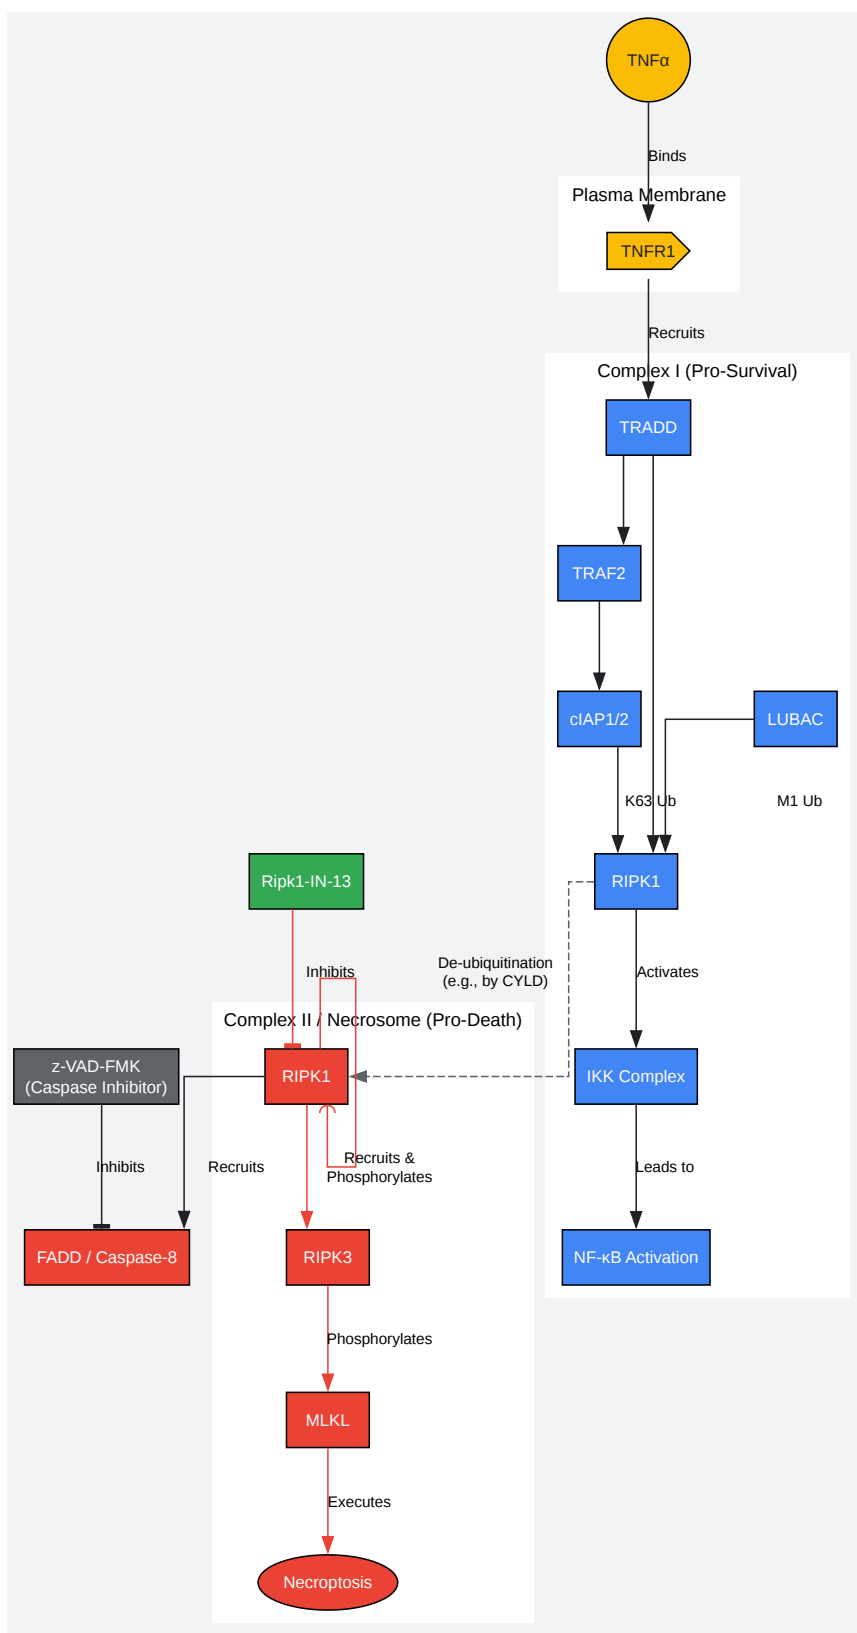 TNFα
Binds
Plasma Membrane
TNFR1
Recruits
Complex I (Pro-Survival)
TRADD
TRAF2
cIAP1/2
LUBAC
K63 Ub
M1 Ub
Ripk1-IN-13
RIPK1
Inhibits
De-ubiquitination
(e.g., by CYLD)
Activates
Complex II / Necrosome (Pro-Death)
z-VAD-FMK
(Caspase Inhibitor)
RIPK1
IKK Complex
Inhibits
Recruits
Recruits &
Phosphorylates
Leads to
FADD / Caspase-8
RIPK3
NF-κB Activation
Phosphorylates
MLKL
Executes
Necroptosis